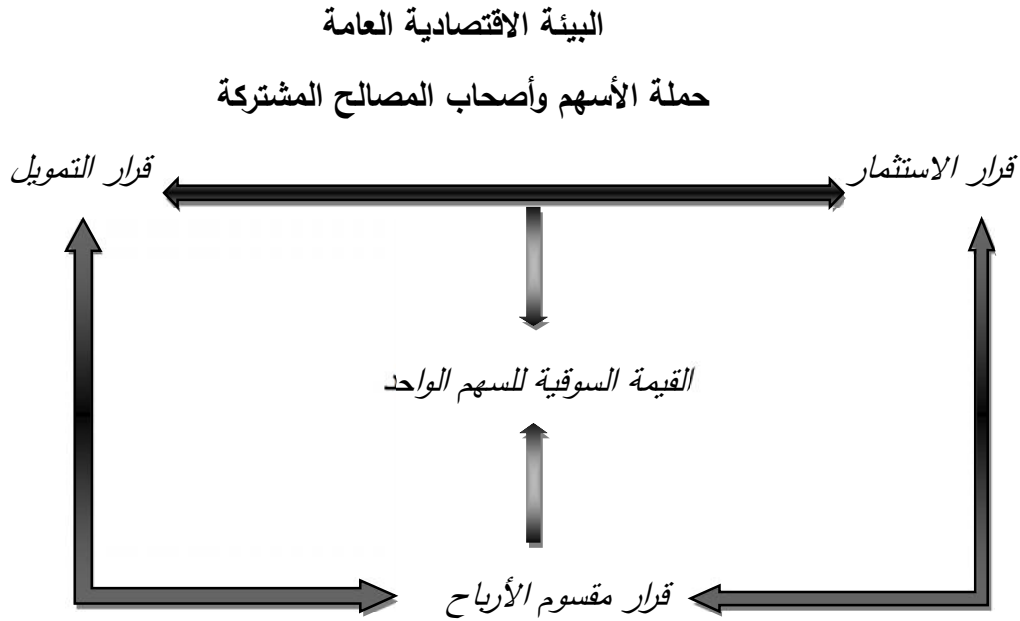 البيئة الاقتصادية العامة
حملة الأسهم وأصحاب المصالح المشتركة
قرار الاستثمار
قرار التمويل
القيمة السوقية للسهم الواحد
قرار مقسوم الأرباح